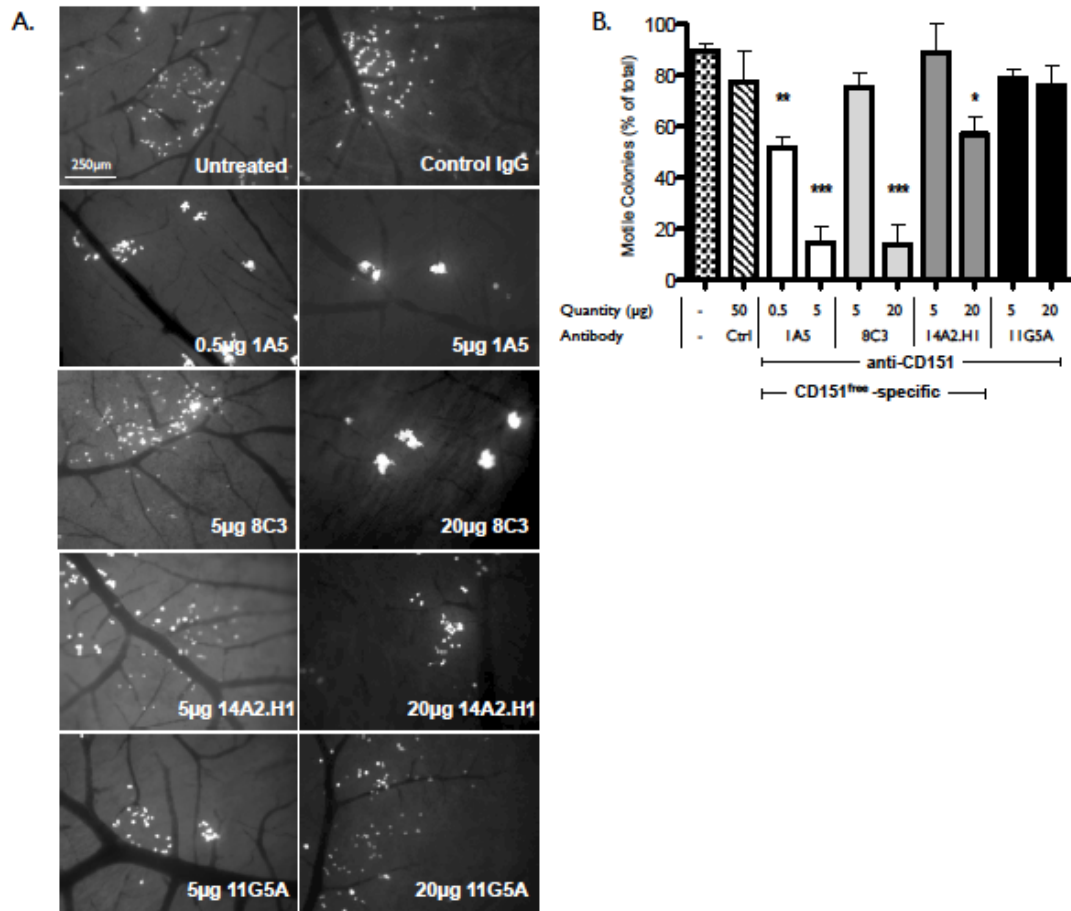 A.
Untreated
250µm
Control IgG
0.5µg 1A5
5µg 1A5
5µg 8C3
20µg 8C3
5µg 14A2.H1
20µg 14A2.H1
5µg 11G5A
20µg 11G5A
B.
Motile Colonies (% of total)
100
80
60
40
20
0
** *** *** *
Quantity (µg) - 50 0.5 5 5 20 5 20 5 20
Antibody - Ctrl 1A5 8C3 14A2.H1 11G5A
anti-CD151
CD151free -specific